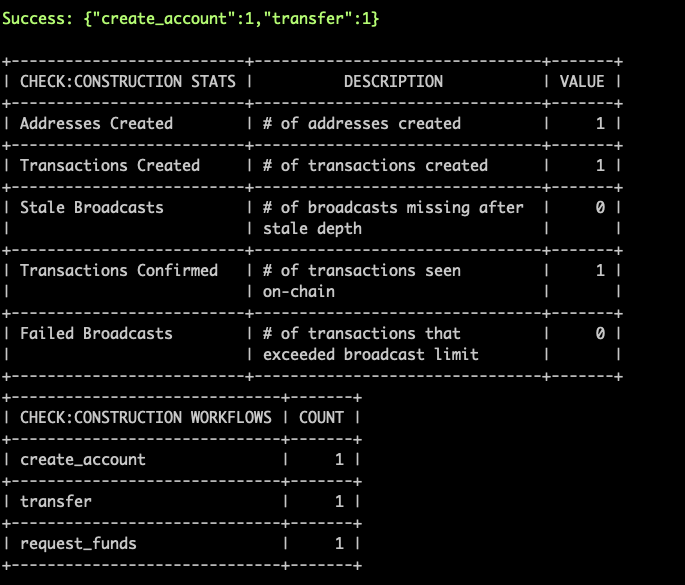 Success: {"create_account":1,"transfer":1}
+--------------------------+--------------------------------+-------+
| CHECK:CONSTRUCTION STATS |          DESCRIPTION           | VALUE |
+--------------------------+--------------------------------+-------+
| Addresses Created        | # of addresses created         |     1 |
+--------------------------+--------------------------------+-------+
| Transactions Created     | # of transactions created      |     1 |
+--------------------------+--------------------------------+-------+
| Stale Broadcasts         | # of broadcasts missing after  |     0 |
|                          | stale depth                    |       |
+--------------------------+--------------------------------+-------+
| Transactions Confirmed   | # of transactions seen         |     1 |
|                          | on-chain                       |       |
+--------------------------+--------------------------------+-------+
| Failed Broadcasts        | # of transactions that         |     0 |
|                          | exceeded broadcast limit       |       |
+--------------------------+--------------------------------+-------+
+------------------------------+-------+
| CHECK:CONSTRUCTION WORKFLOWS | COUNT |
+------------------------------+-------+
| create_account               |     1 |
+------------------------------+-------+
| transfer                     |     1 |
+------------------------------+-------+
| request_funds                |     1 |
+------------------------------+-------+